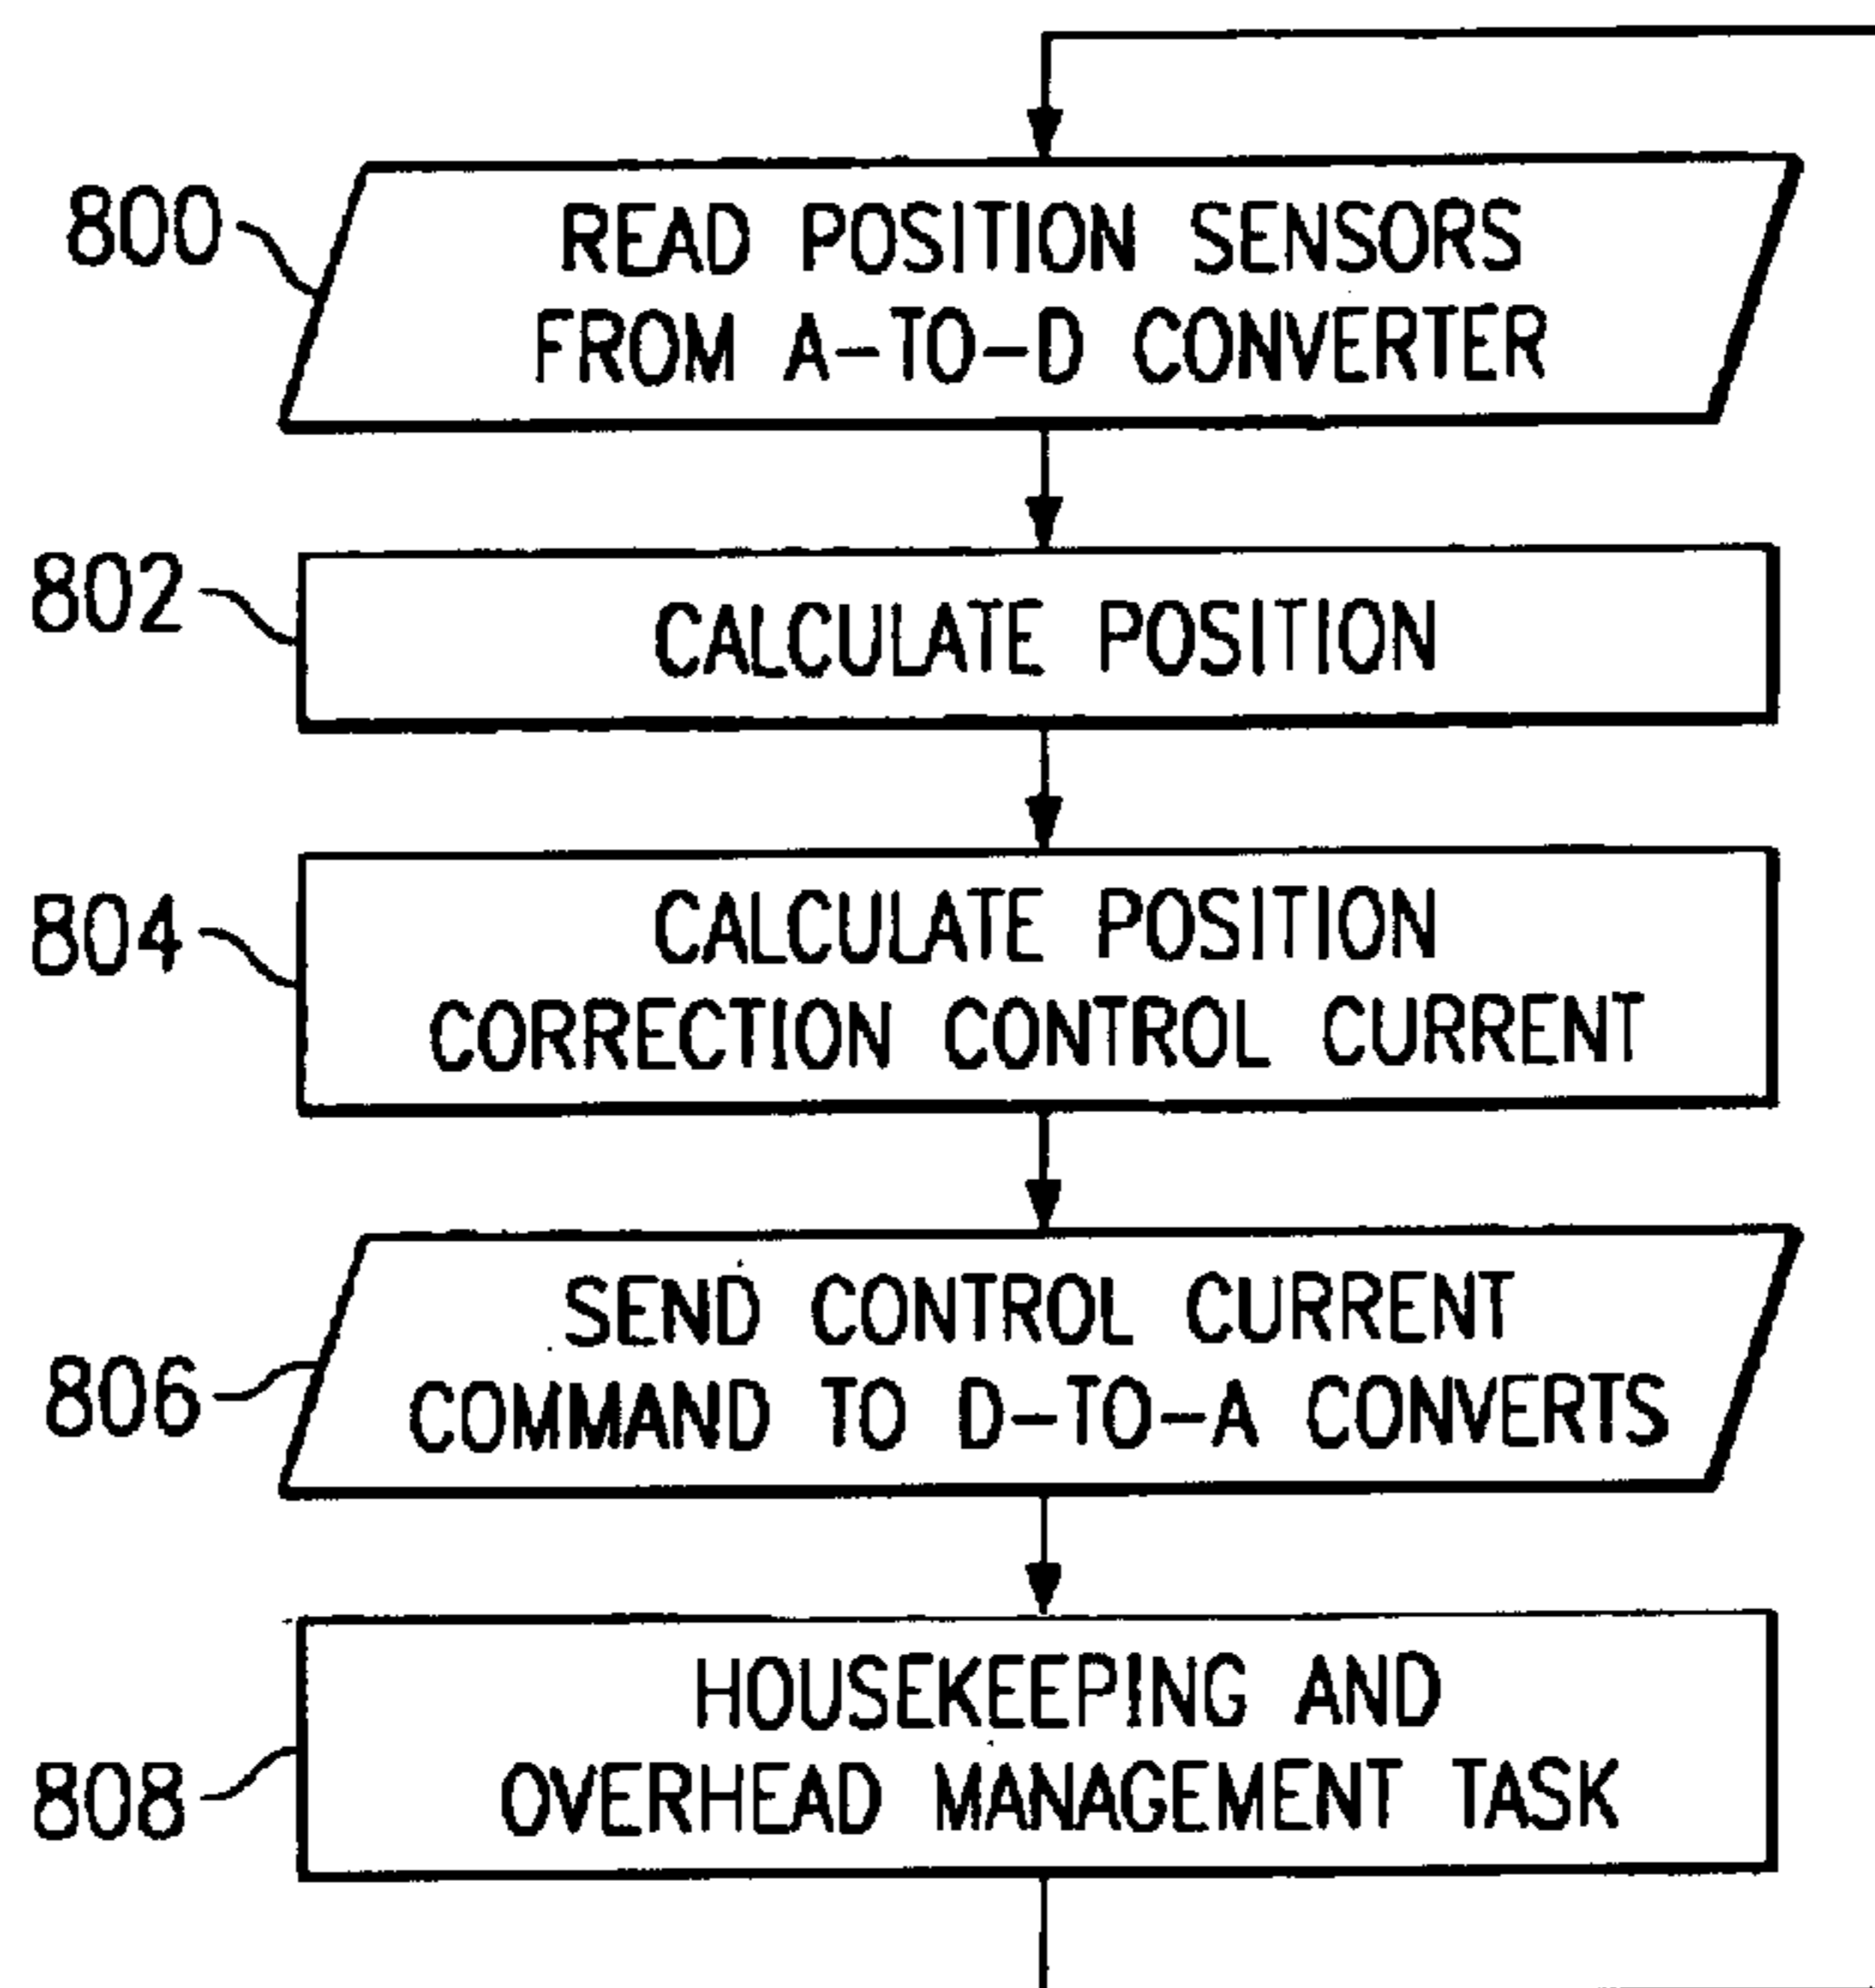 800
READ POSITION SENSORS
FROM A-TO-D CONVERTER
802
CALCULATE POSITION
804
CALCULATE POSITION
CORRECTION CONTROL CURRENT
806
SEND CONTROL CURRENT
COMMAND TO D-TO-A CONVERTS
808
HOUSEKEEPING AND
OVERHEAD MANAGEMENT TASK